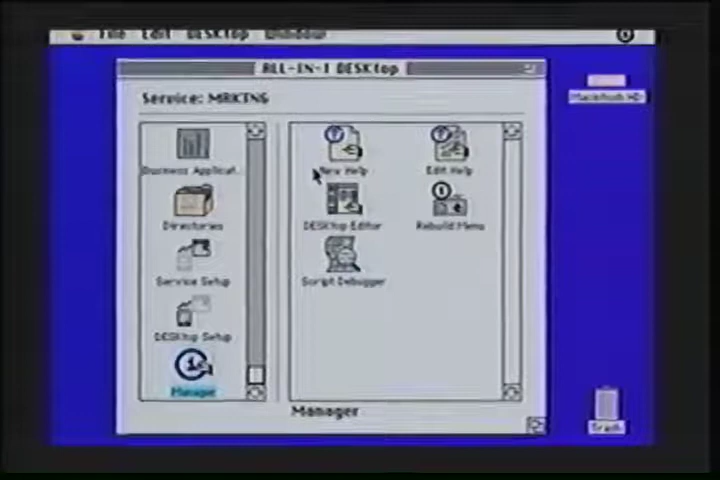 File Edit DESKtop Window
ALL-IN-1 DESKtop
Service: MRKTNG
Business Applicat.
Directories
Service Setup
DESKtop Setup
Manager
New Help
Edit Help
DESKtop Editor
Rebuild Menu
Script Debugger
Manager
Macintosh HD
Trash